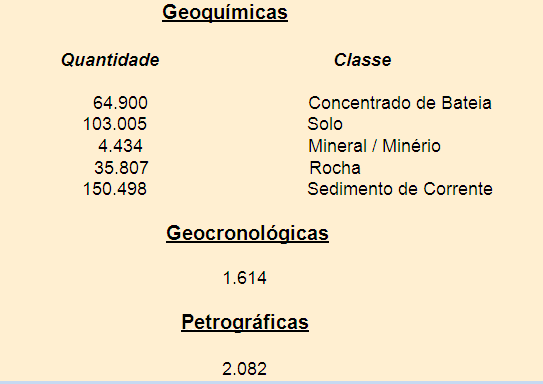 Geoquímicas
Quantidade Classe
64.900 Concentrado de Bateia
103.005 Solo
4.434 Mineral / Minério
35.807 Rocha
150.498 Sedimento de Corrente
Geocronológicas
1.614
Petrográficas
2.082